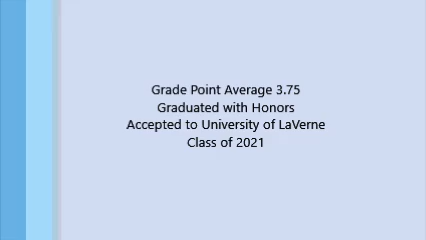 Grade Point Average 3.75
Graduated with Honors
Accepted to University of LaVerne
Class of 2021